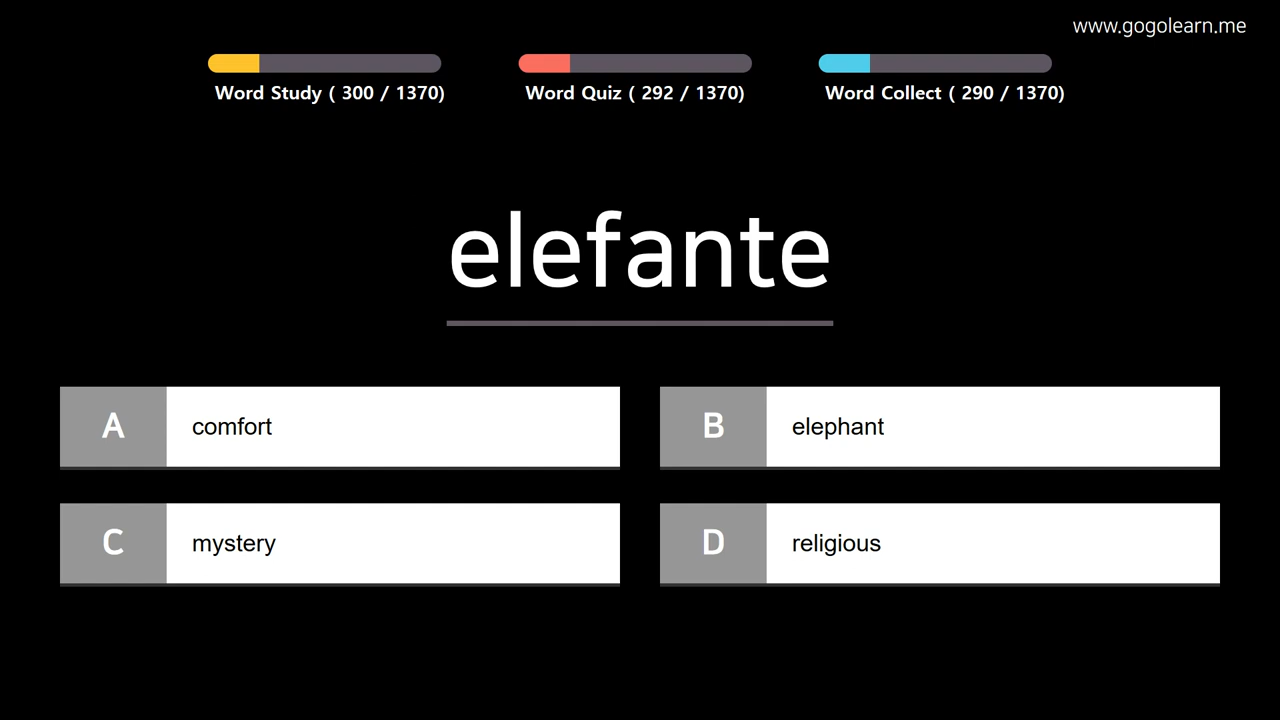 www.gogolearn.me
Word Study ( 300 / 1370)
Word Quiz ( 292 / 1370)
Word Collect ( 290 / 1370)
elefante
A comfort
B elephant
C mystery
D religious